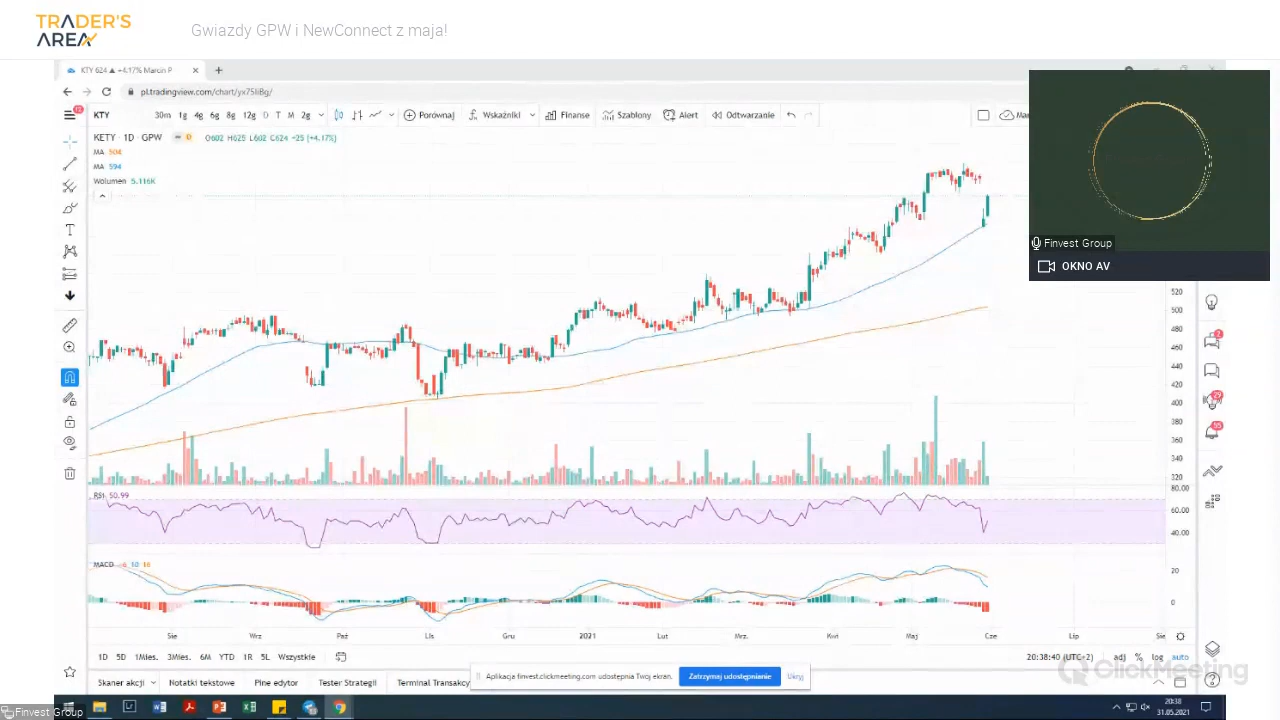 TRADER'S AREA
Gwiazdy GPW i NewConnect z maja!
KTY 624 ▲ +4.17% Marcin P
pl.tradingview.com/chart/yx75liBg/
KTY 30m 1g 4g 6g 8g 12g D T M 2g Porównaj Wskaźniki Finanse Szablony Alert Odtwarzanie
KETY · 1D · GPW O602 H625 L602 C624 +25 (+4.17%)
MA 504
MA 594
Wolumen 5.116K
Finvest Group
OKNO AV
520
500
480
460
440
420
400
380
360
340
320
80.00
RSI 50.99
60.00
40.00
MACD -6 10 16
20
0
Sie Wrz Paź Lis Gru 2021 Lut Mrz Kwi Maj Cze Lip Sie
1D 5D 1Mies. 3Mies. 6M YTD 1R 5L Wszystkie
20:38:40 (UTC+2) adj % log auto
Skaner akcji Notatki tekstowe Pine edytor Tester Strategii Terminal Transakcy
Aplikacja finvest.clickmeeting.com udostępnia Twój ekran. Zatrzymaj udostępnianie Ukryj
ClickMeeting
Finvest Group
20:38
31.05.2021